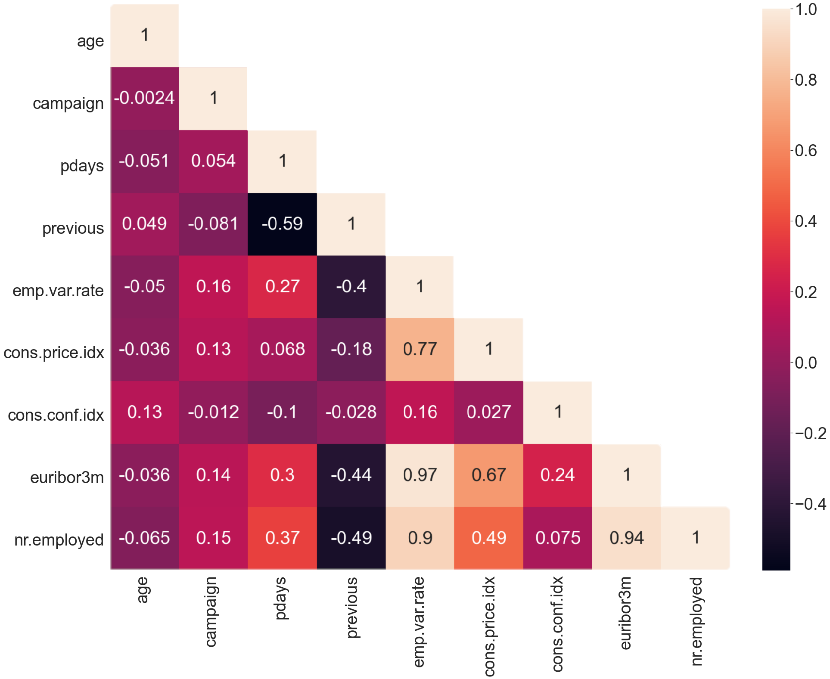 age 1
campaign -0.0024 1
pdays -0.051 0.054 1
previous 0.049 -0.081 -0.59 1
emp.var.rate -0.05 0.16 0.27 -0.4 1
cons.price.idx -0.036 0.13 0.068 -0.18 0.77 1
cons.conf.idx 0.13 -0.012 -0.1 -0.028 0.16 0.027 1
euribor3m -0.036 0.14 0.3 -0.44 0.97 0.67 0.24 1
nr.employed -0.065 0.15 0.37 -0.49 0.9 0.49 0.075 0.94 1
age
campaign
pdays
previous
emp.var.rate
cons.price.idx
cons.conf.idx
euribor3m
nr.employed
1.0
0.8
0.6
0.4
0.2
0.0
-0.2
-0.4